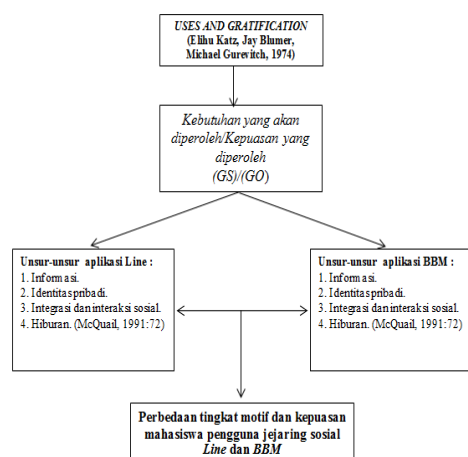 USES AND GRATIFICATION
(Elihu Katz, Jay Blumer,
Michael Gurevitch, 1974)
Kebutuhan yang akan
diperoleh/Kepuasan yang
diperoleh
(GS)/(GO)
Unsur-unsur aplikasi Line :
1. Informasi.
2. Identitas pribadi.
3. Integrasi dan interaksi sosial.
4. Hiburan. (McQuail, 1991:72)
Unsur-unsur aplikasi BBM :
1. Informasi.
2. Identitas pribadi.
3. Integrasi dan interaksi sosial.
4. Hiburan. (McQuail, 1991:72)
Perbedaan tingkat motif dan kepuasan
mahasiswa pengguna jejaring sosial
Line dan BBM